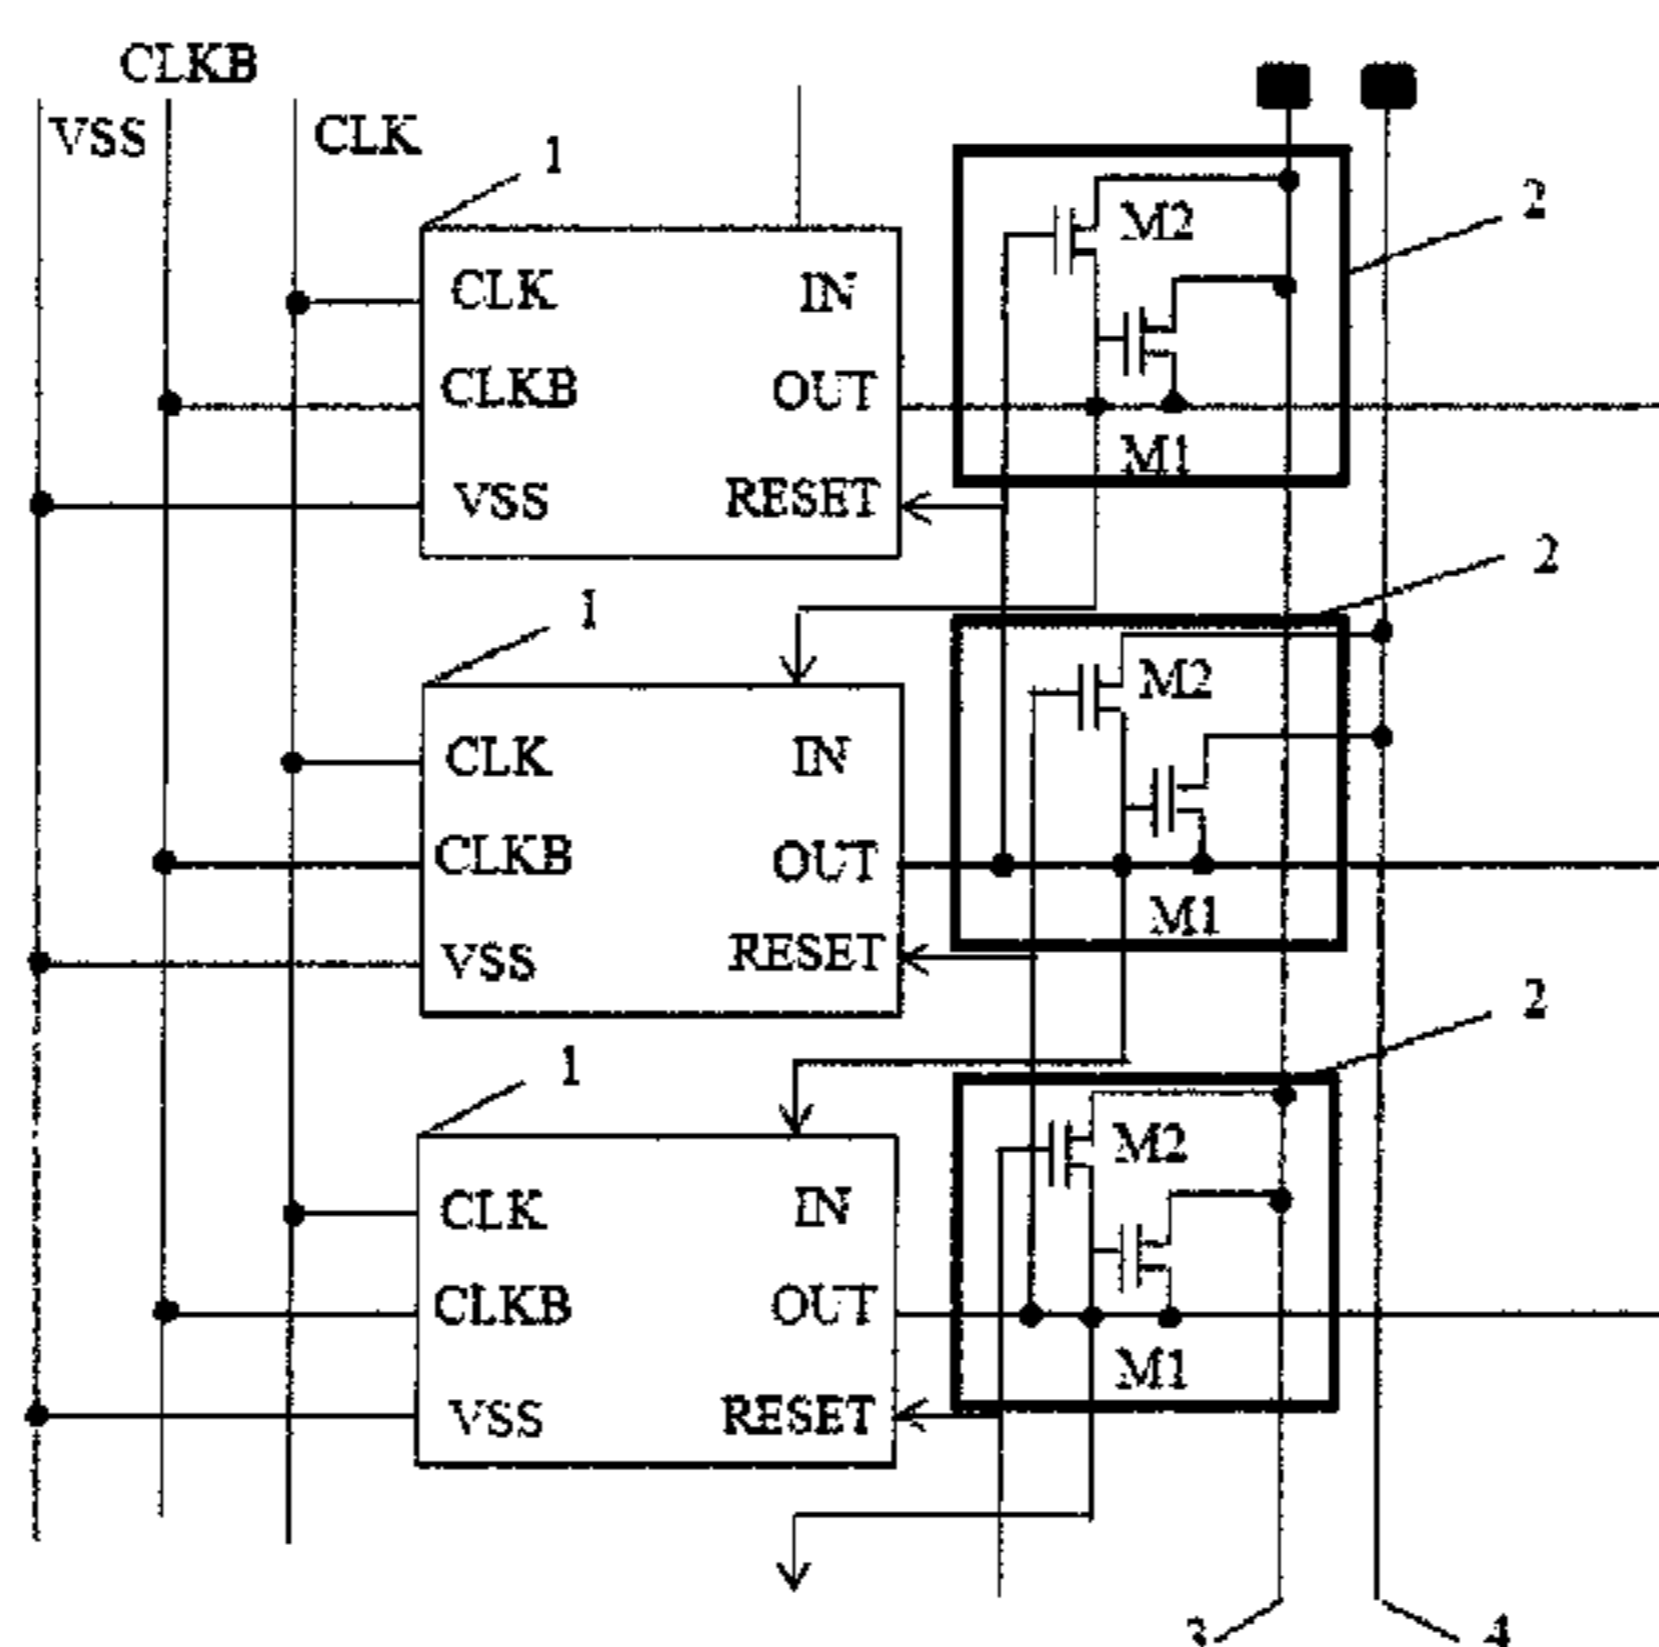 CLKB
VSS
CLK
1
2
M2
CLK IN
CLKB OUT
M1
VSS RESET
2
1
M2
CLK IN
CLKB OUT
M1
VSS RESET
2
1
M2
CLK IN
CLKB OUT
M1
VSS RESET
3 4